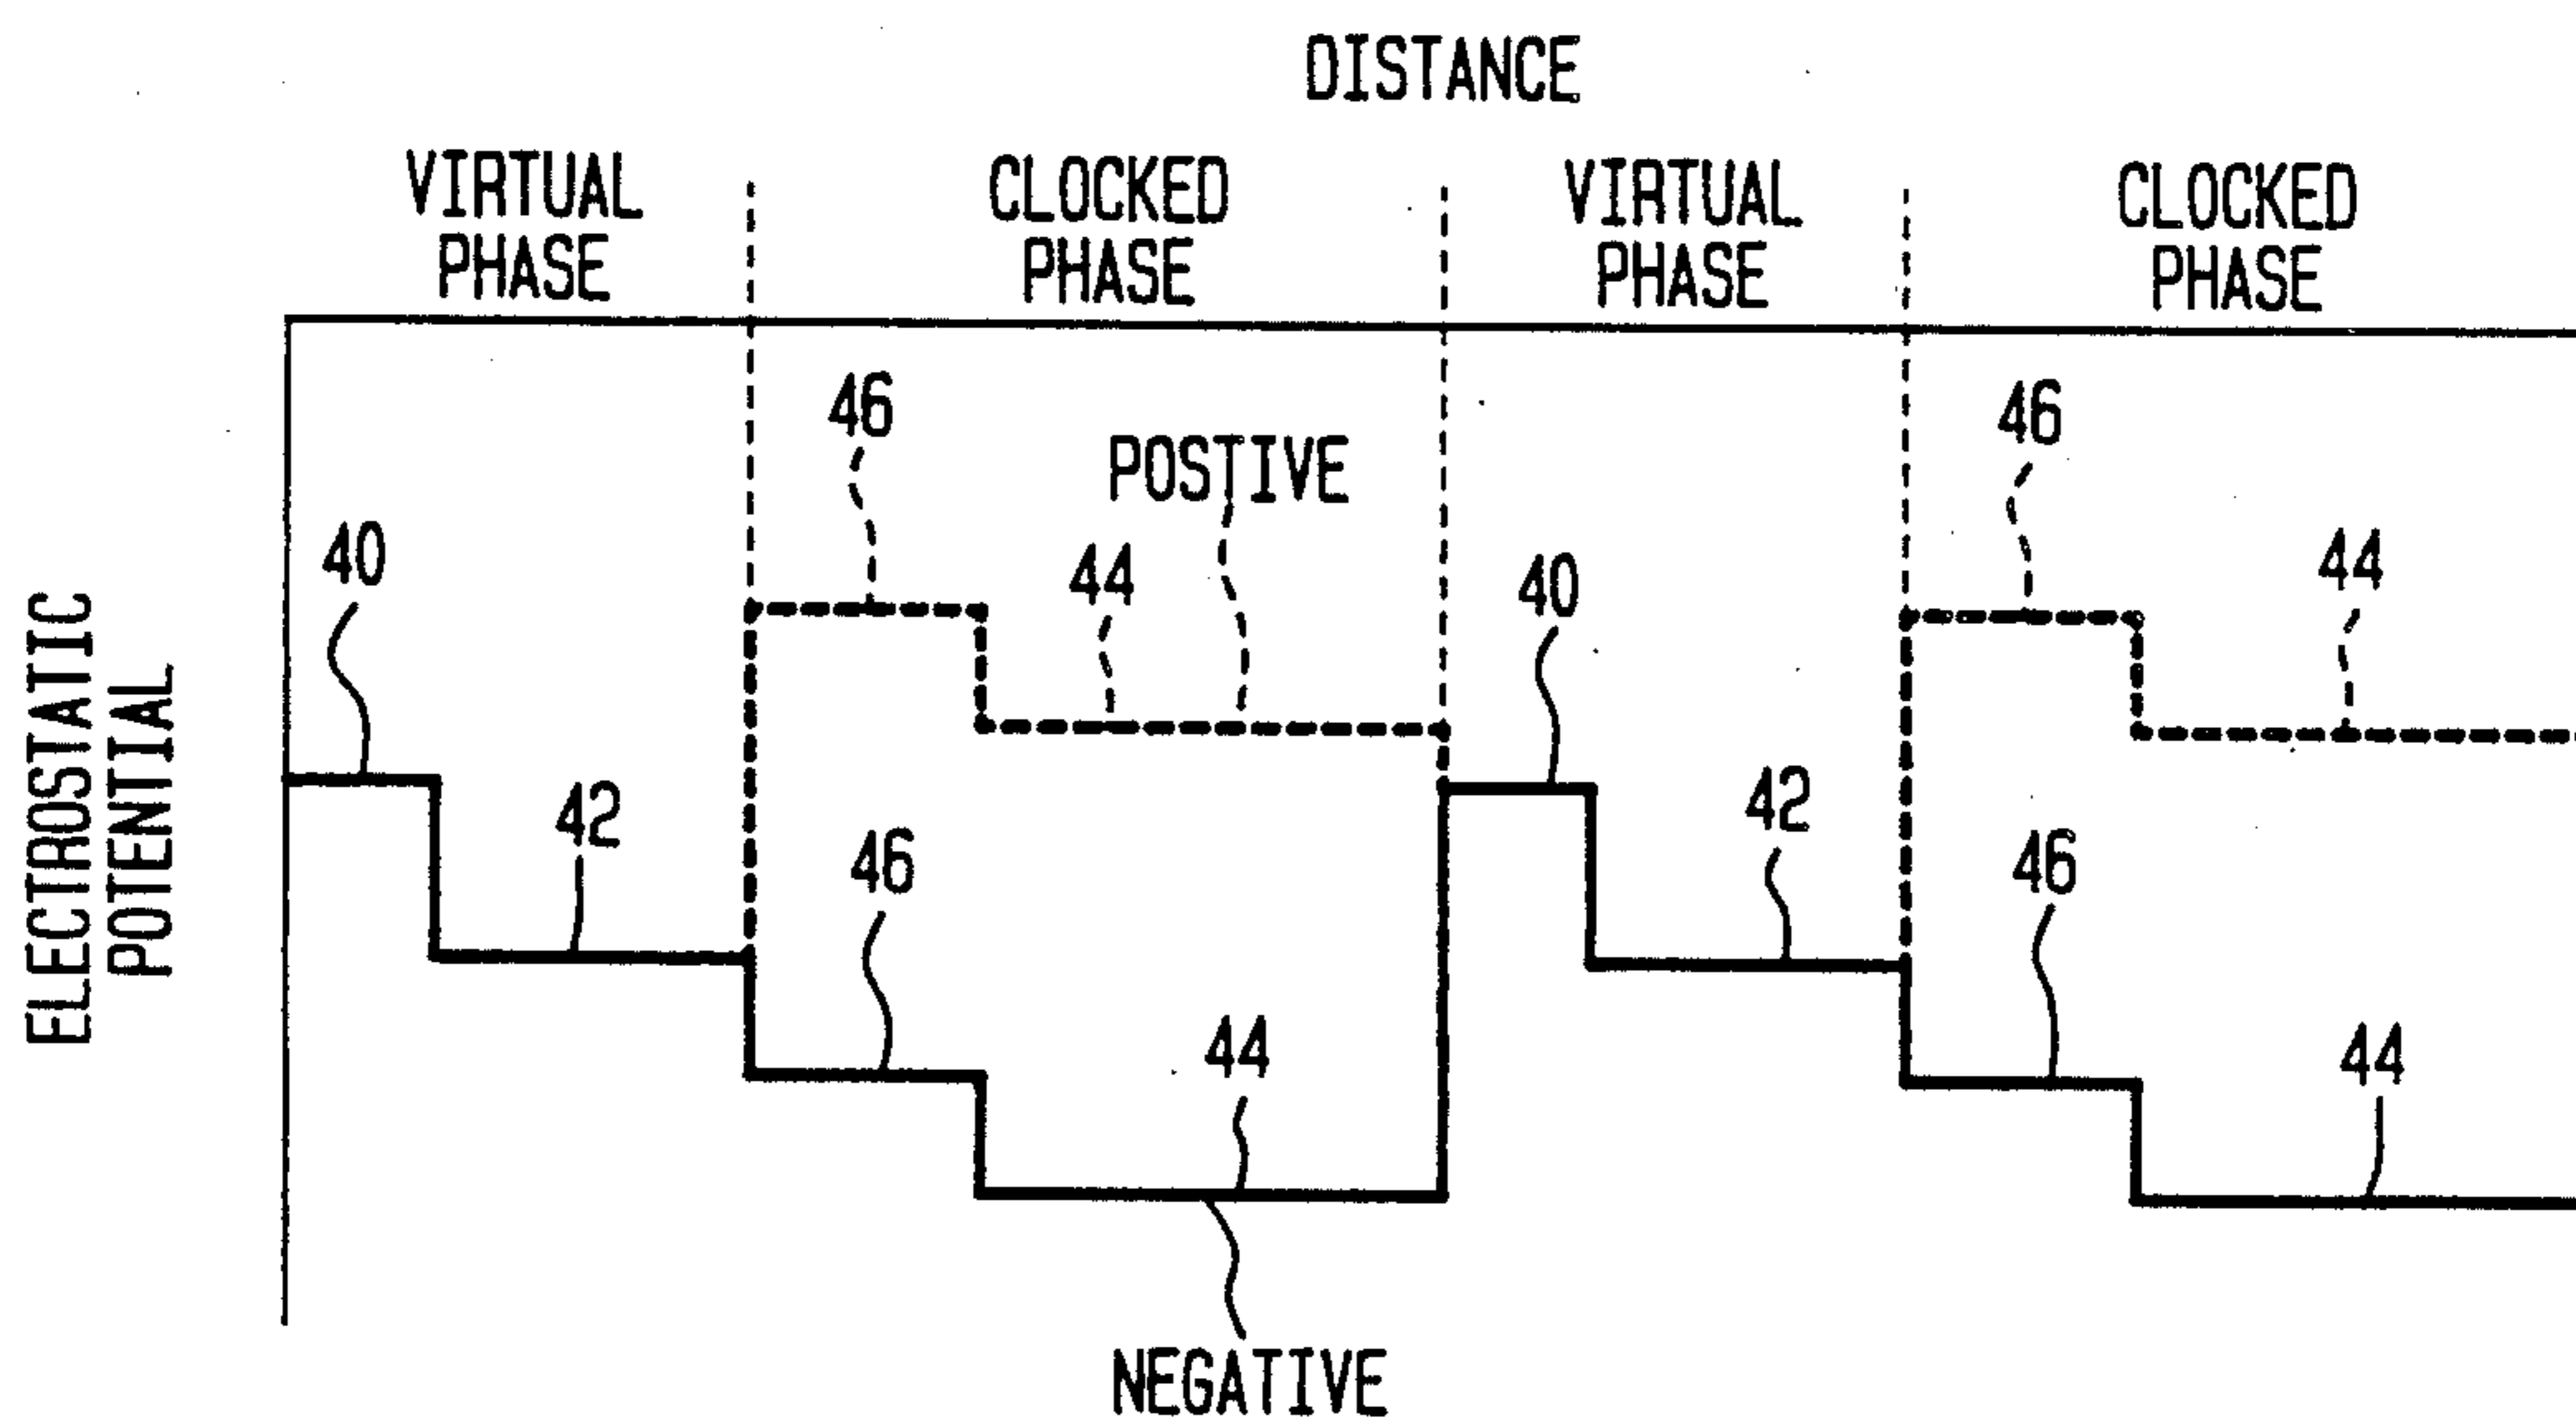 DISTANCE
VIRTUAL
PHASE
CLOCKED
PHASE
VIRTUAL
PHASE
CLOCKED
PHASE
ELECTROSTATIC
POTENTIAL
46
46
POSTIVE
40
44
40
44
42
46
42
46
44
44
NEGATIVE